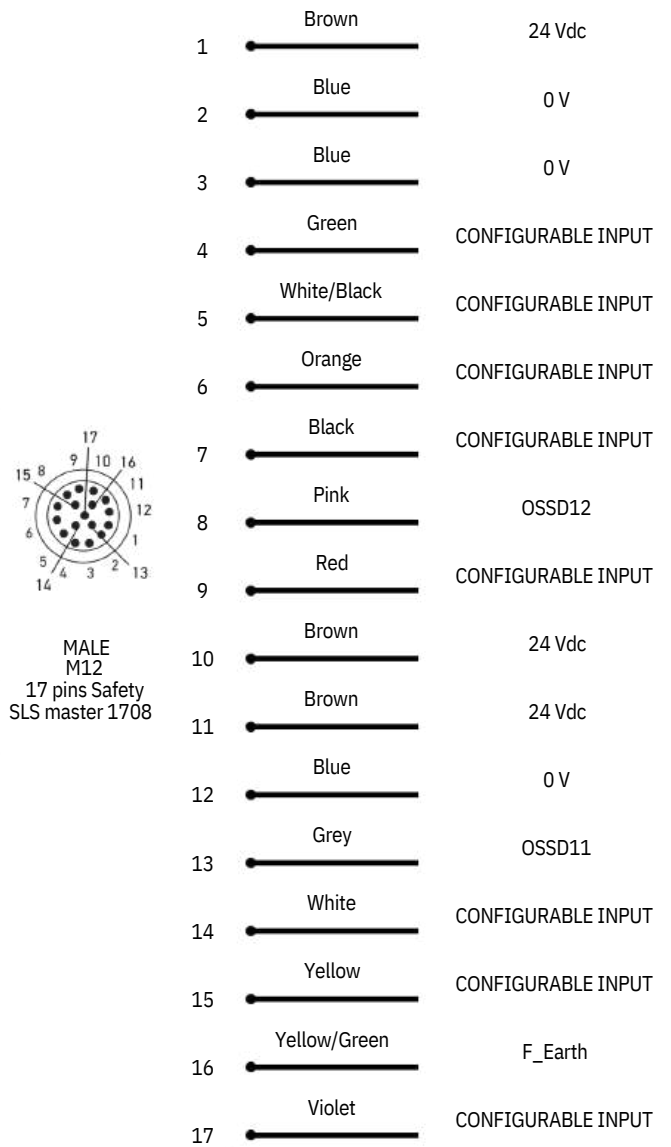 1 Brown 24 Vdc
2 Blue 0 V
3 Blue 0 V
4 Green CONFIGURABLE INPUT
5 White/Black CONFIGURABLE INPUT
6 Orange CONFIGURABLE INPUT
7 Black CONFIGURABLE INPUT
8 Pink OSSD12
9 Red CONFIGURABLE INPUT
10 Brown 24 Vdc
11 Brown 24 Vdc
12 Blue 0 V
13 Grey OSSD11
14 White CONFIGURABLE INPUT
15 Yellow CONFIGURABLE INPUT
16 Yellow/Green F_Earth
17 Violet CONFIGURABLE INPUT
17
9 10 16
15 8 11
7 12
6 1
5 4 3 2 13
14
MALE
M12
17 pins Safety
SLS master 1708